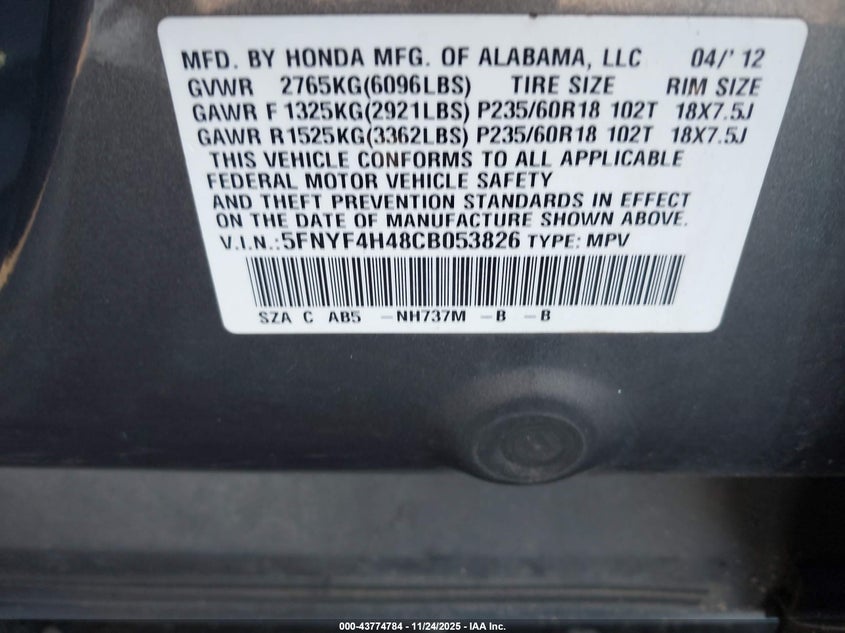 MFD. BY HONDA MFG. OF ALABAMA, LLC 04/' 12
GVWR 2765KG(6096LBS) TIRE SIZE RIM SIZE
GAWR F 1325KG(2921LBS) P235/60R18 102T 18X7.5J
GAWR R1525KG(3362LBS) P235/60R18 102T 18X7.5J
THIS VEHICLE CONFORMS TO ALL APPLICABLE
FEDERAL MOTOR VEHICLE SAFETY
AND THEFT PREVENTION STANDARDS IN EFFECT
ON THE DATE OF MANUFACTURE SHOWN ABOVE.
V.I.N.:5FNYF4H48CB053826 TYPE: MPV
SZA C AB5 -NH737M -B -B
000-43774784 - 11/24/2025 - IAA Inc.